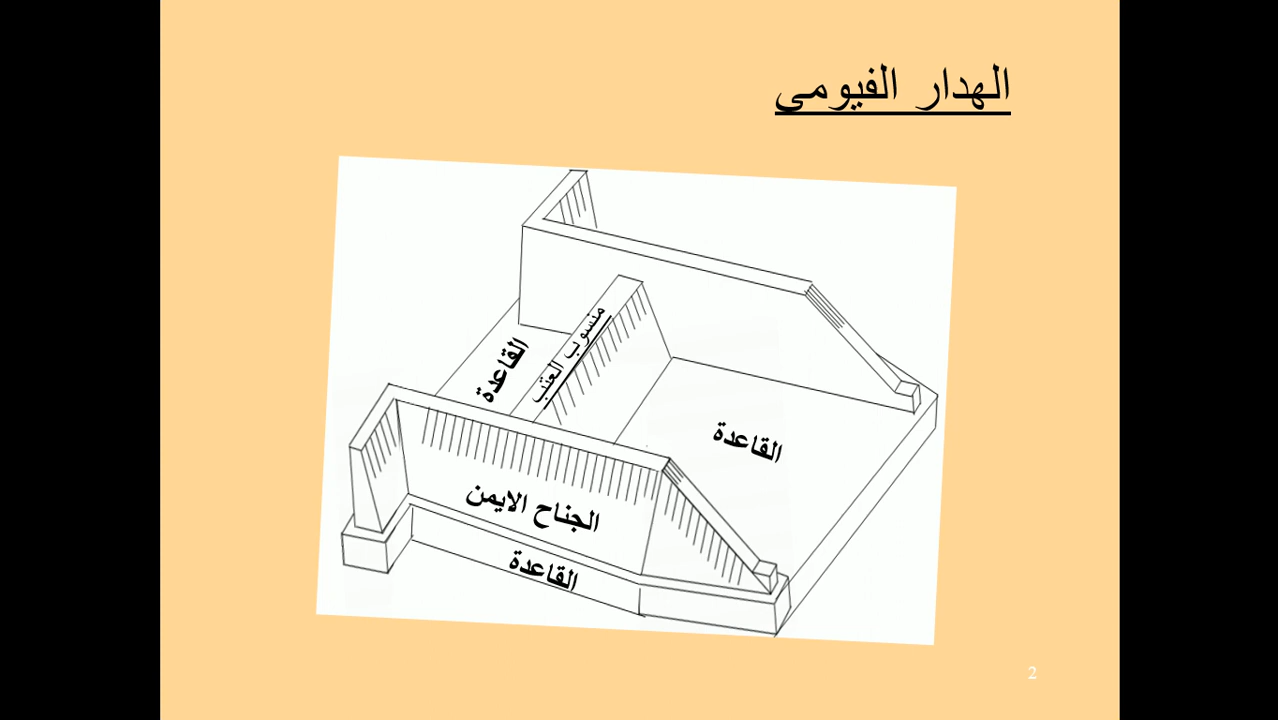 الهدار الفيومى
منسوب العتب
القاعدة
القاعدة
الجناح الايمن
القاعدة
2